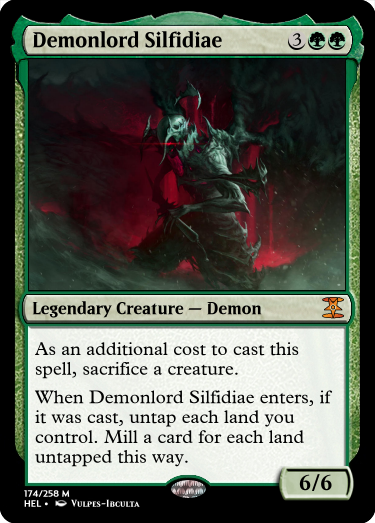 Demonlord Silfidiae 3
Legendary Creature — Demon
As an additional cost to cast this
spell, sacrifice a creature.
When Demonlord Silfidiae enters, if
it was cast, untap each land you
control. Mill a card for each land
untapped this way.
6/6
174/258 M
HEL • Vulpes-Ibculta